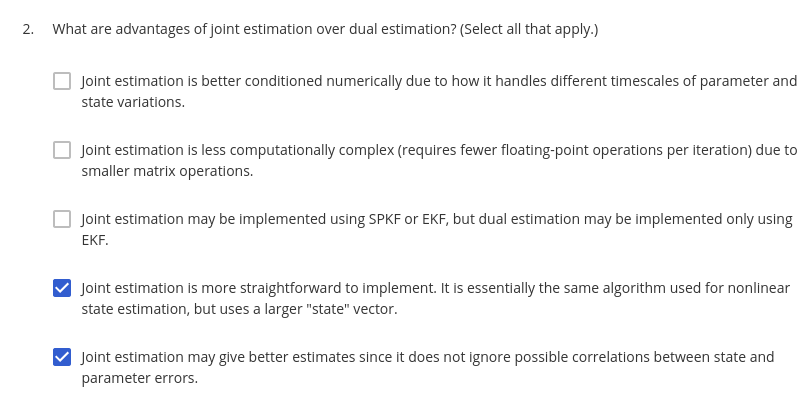 2. What are advantages of joint estimation over dual estimation? (Select all that apply.)
Joint estimation is better conditioned numerically due to how it handles different timescales of parameter and
state variations.
Joint estimation is less computationally complex (requires fewer floating-point operations per iteration) due to
smaller matrix operations.
Joint estimation may be implemented using SPKF or EKF, but dual estimation may be implemented only using
EKF.
Joint estimation is more straightforward to implement. It is essentially the same algorithm used for nonlinear
state estimation, but uses a larger "state" vector.
Joint estimation may give better estimates since it does not ignore possible correlations between state and
parameter errors.